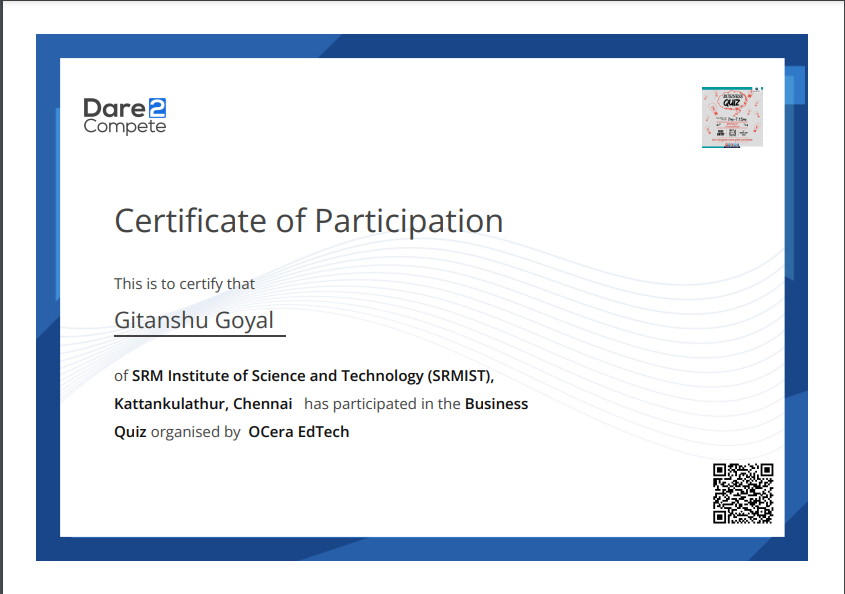 Dare2
Compete
BUSINESS
QUIZ
Certificate of Participation
This is to certify that
Gitanshu Goyal
of SRM Institute of Science and Technology (SRMIST),
Kattankulathur, Chennai has participated in the Business
Quiz organised by OCera EdTech